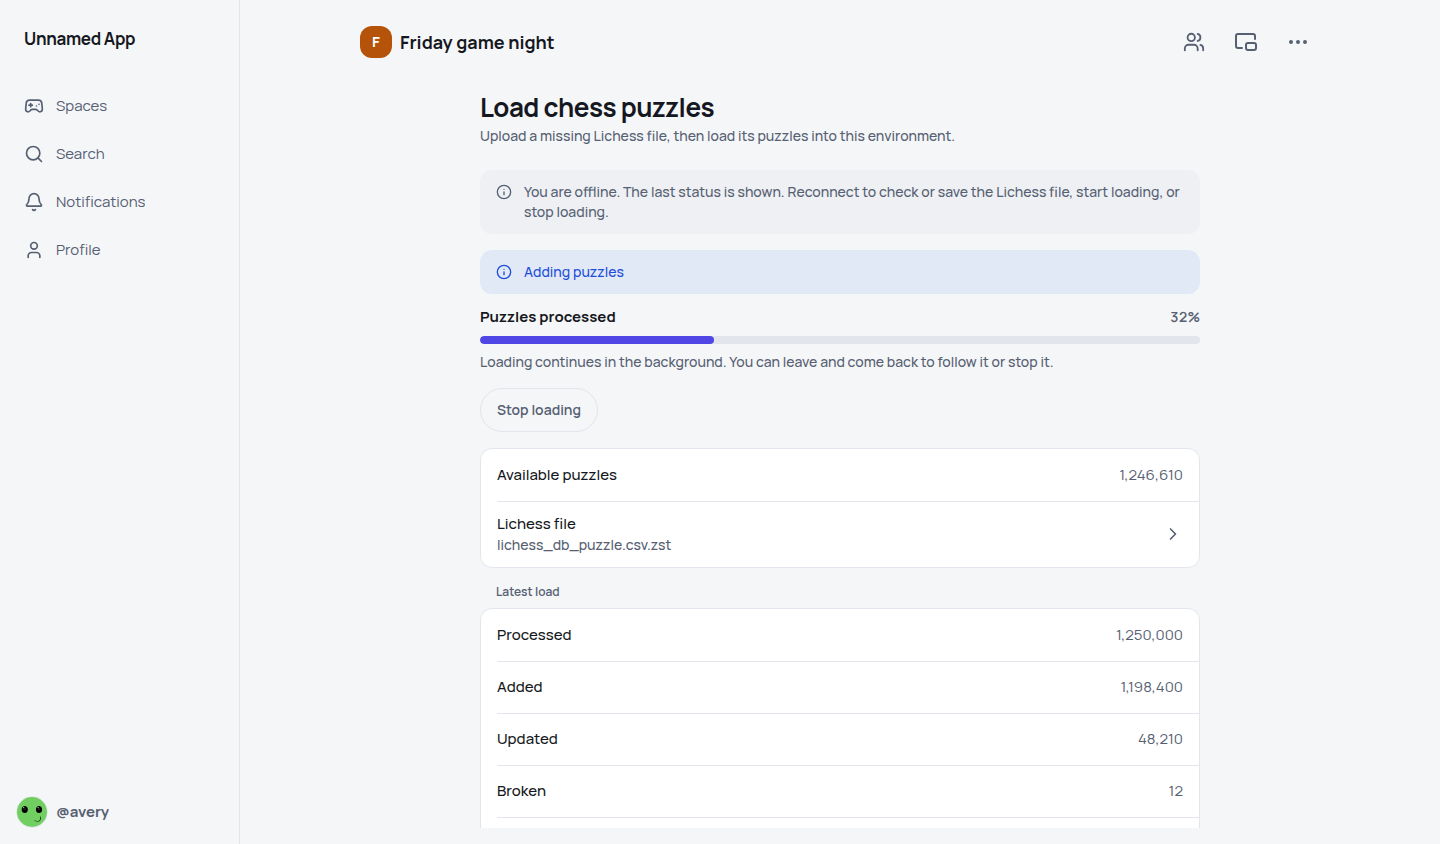 Unnamed App
Spaces
Search
Notifications
Profile
@avery
F
Friday game night
Load chess puzzles
Upload a missing Lichess file, then load its puzzles into this environment.
You are offline. The last status is shown. Reconnect to check or save the Lichess file, start loading, or
stop loading.
Adding puzzles
Puzzles processed 32%
Loading continues in the background. You can leave and come back to follow it or stop it.
Stop loading
Available puzzles 1,246,610
Lichess file
lichess_db_puzzle.csv.zst
Latest load
Processed 1,250,000
Added 1,198,400
Updated 48,210
Broken 12